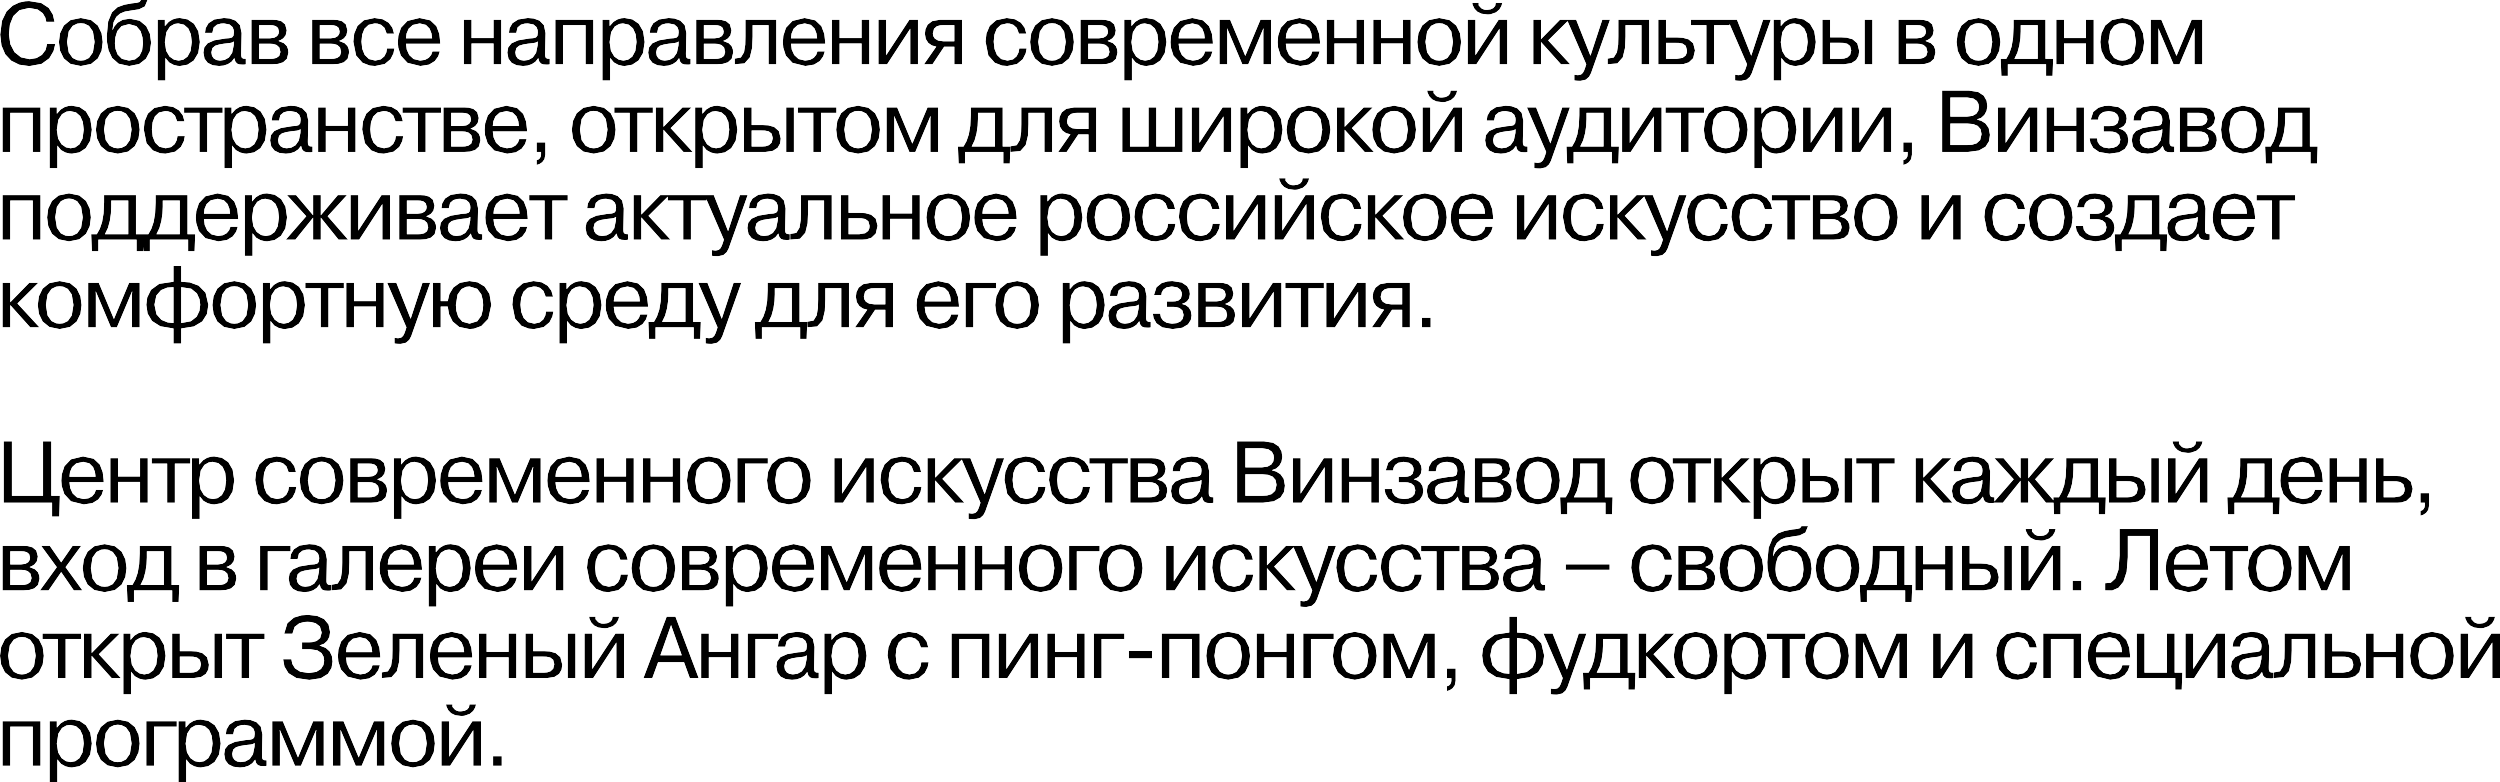 Собрав все направления современной культуры в одном
пространстве, открытом для широкой аудитории, Винзавод
поддерживает актуальное российское искусство и создает
комфортную среду для его развития.

Центр современного искусства Винзавод открыт каждый день,
вход в галереи современного искусства – свободный. Летом
открыт Зеленый Ангар с пинг-понгом, фудкортом и специальной
программой.